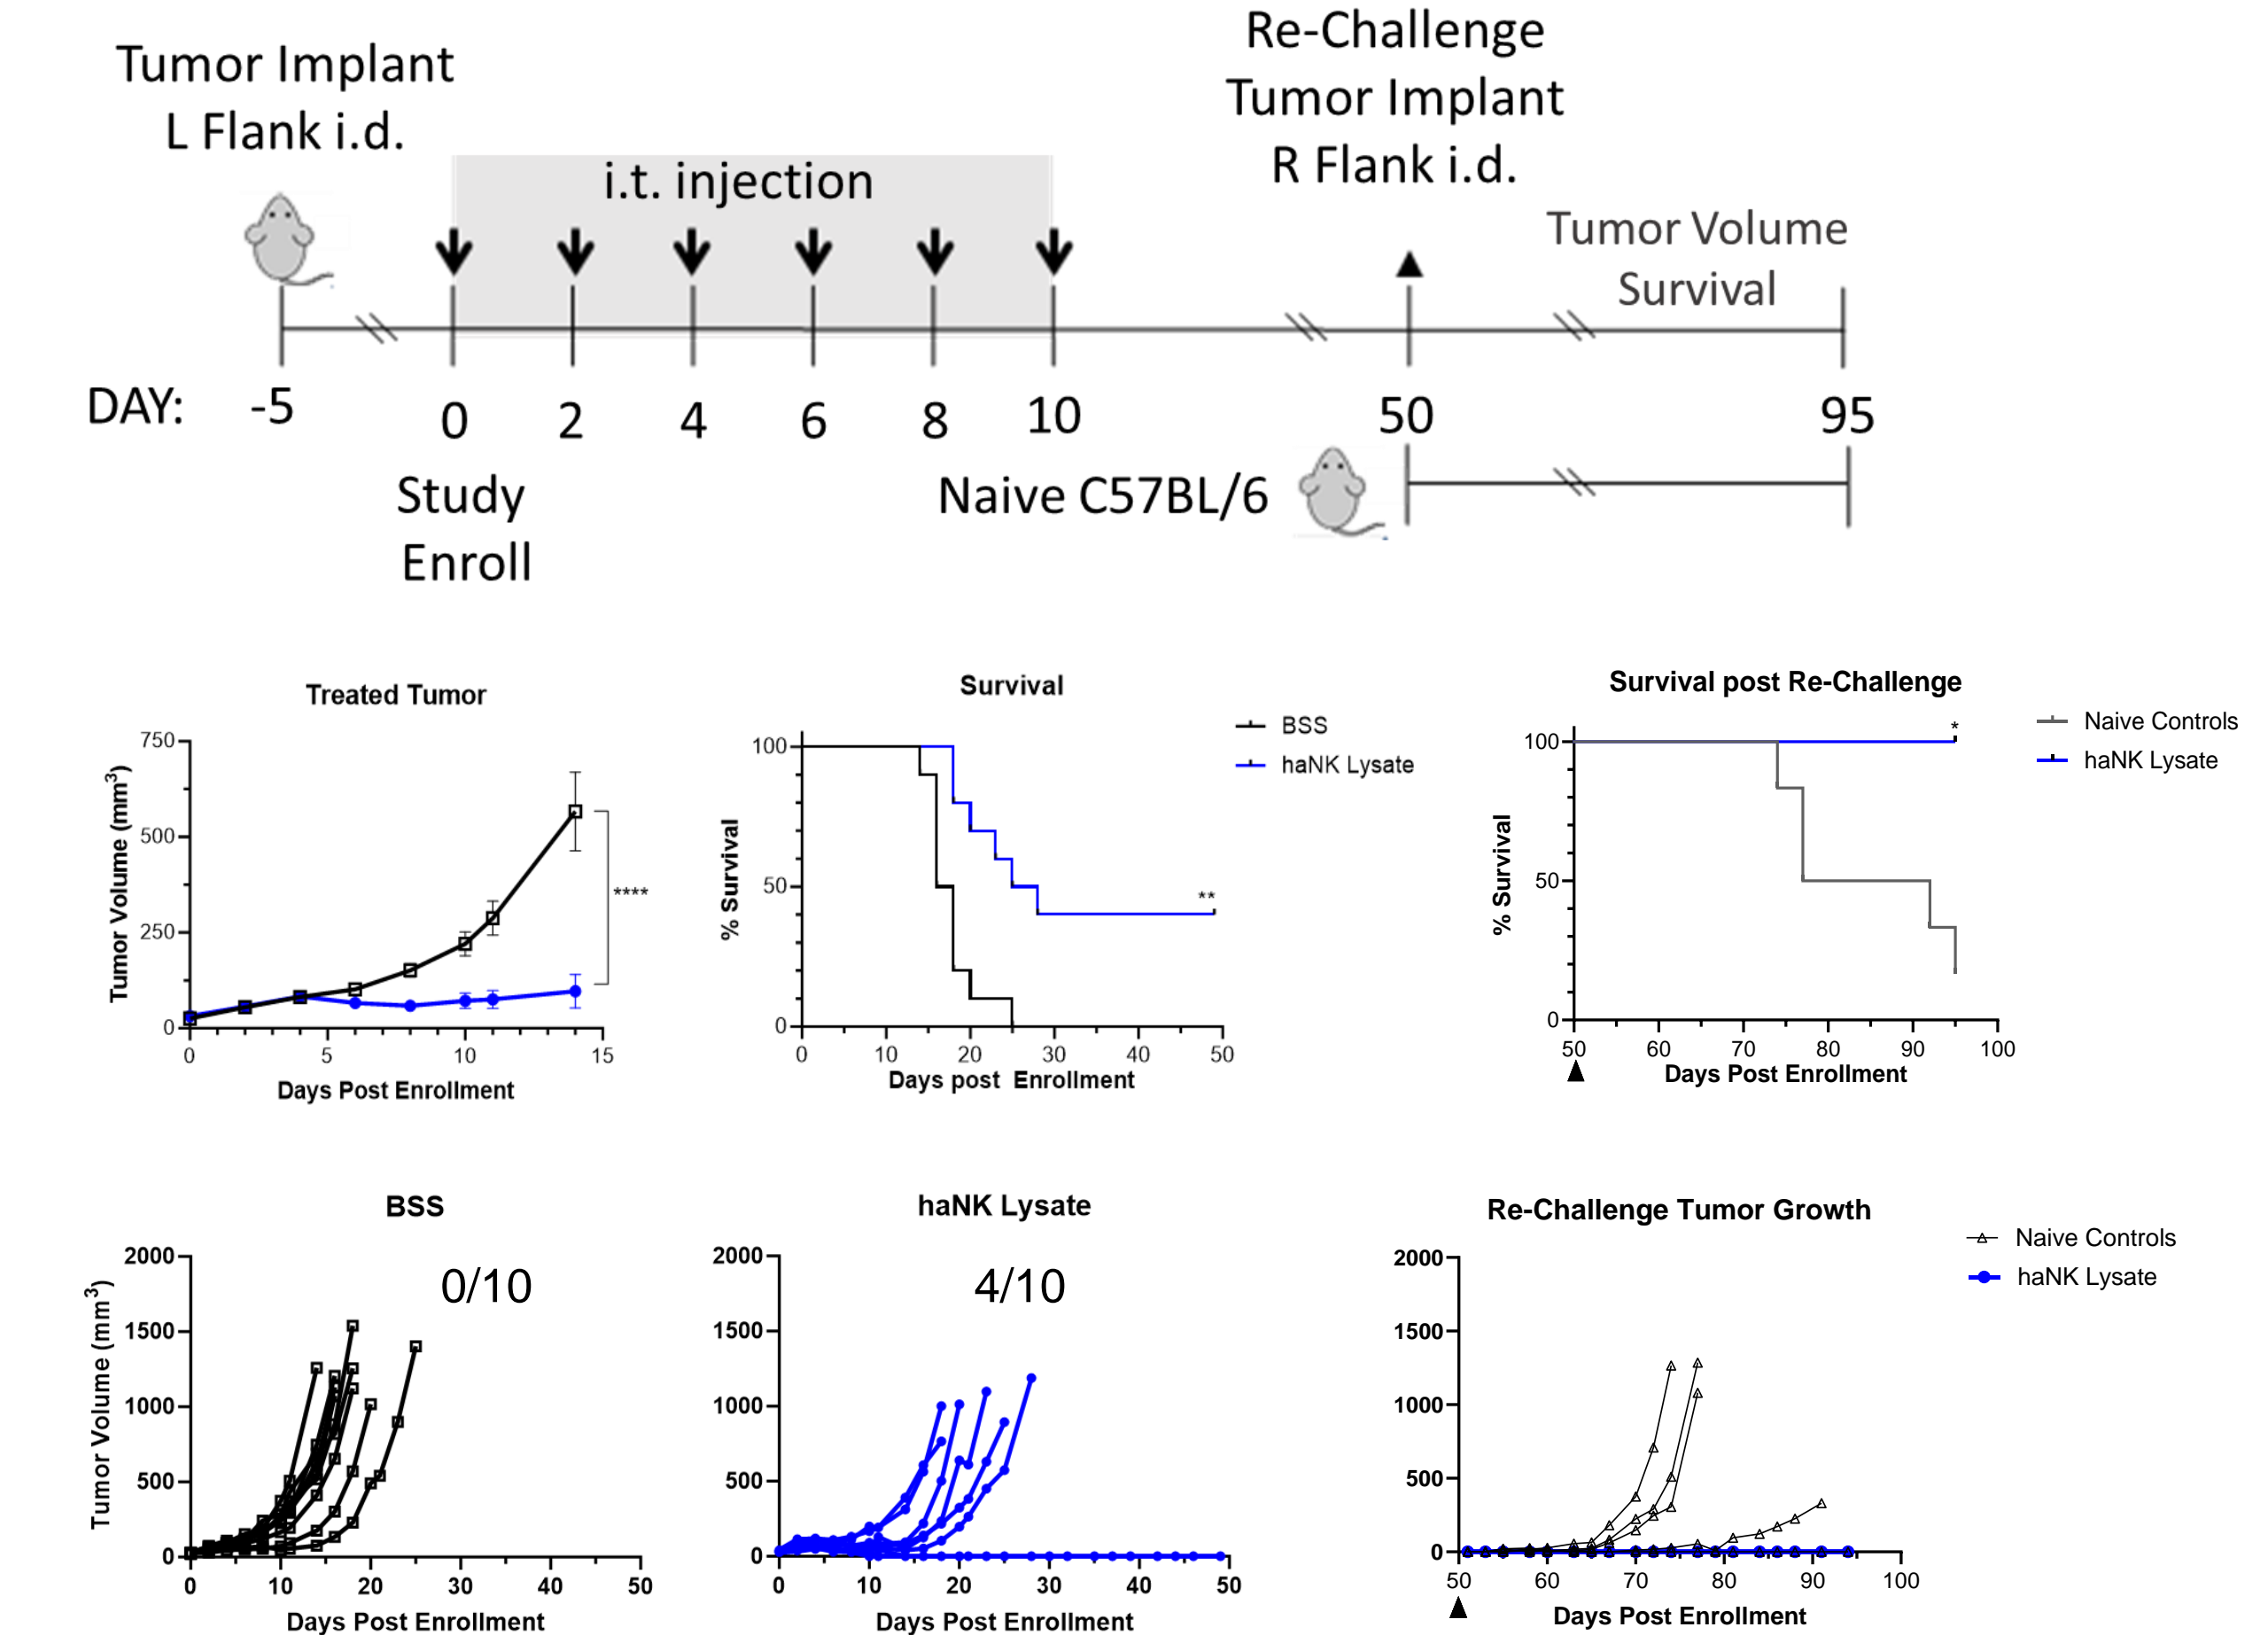 Tumor Implant
L Flank i.d.
i.t. injection
Re-Challenge
Tumor Implant
R Flank i.d.
Tumor Volume
Survival
DAY: -5 0 2 4 6 8 10 50 95
Study
Enroll
Naive C57BL/6
Treated Tumor
Tumor Volume (mm3)
750
500
250
0
****
0 5 10 15
Days Post Enrollment
Survival
% Survival
100
50
0
**
0 10 20 30 40 50
Days post Enrollment
BSS
haNK Lysate
Survival post Re-Challenge
% Survival
100
50
0
*
50 60 70 80 90 100
Days Post Enrollment
Naive Controls
haNK Lysate
BSS
Tumor Volume (mm3)
2000
1500
1000
500
0
0/10
0 10 20 30 40 50
Days Post Enrollment
haNK Lysate
2000
1500
1000
500
0
4/10
0 10 20 30 40 50
Days Post Enrollment
Re-Challenge Tumor Growth
2000
1500
1000
500
0
50 60 70 80 90 100
Days Post Enrollment
Naive Controls
haNK Lysate